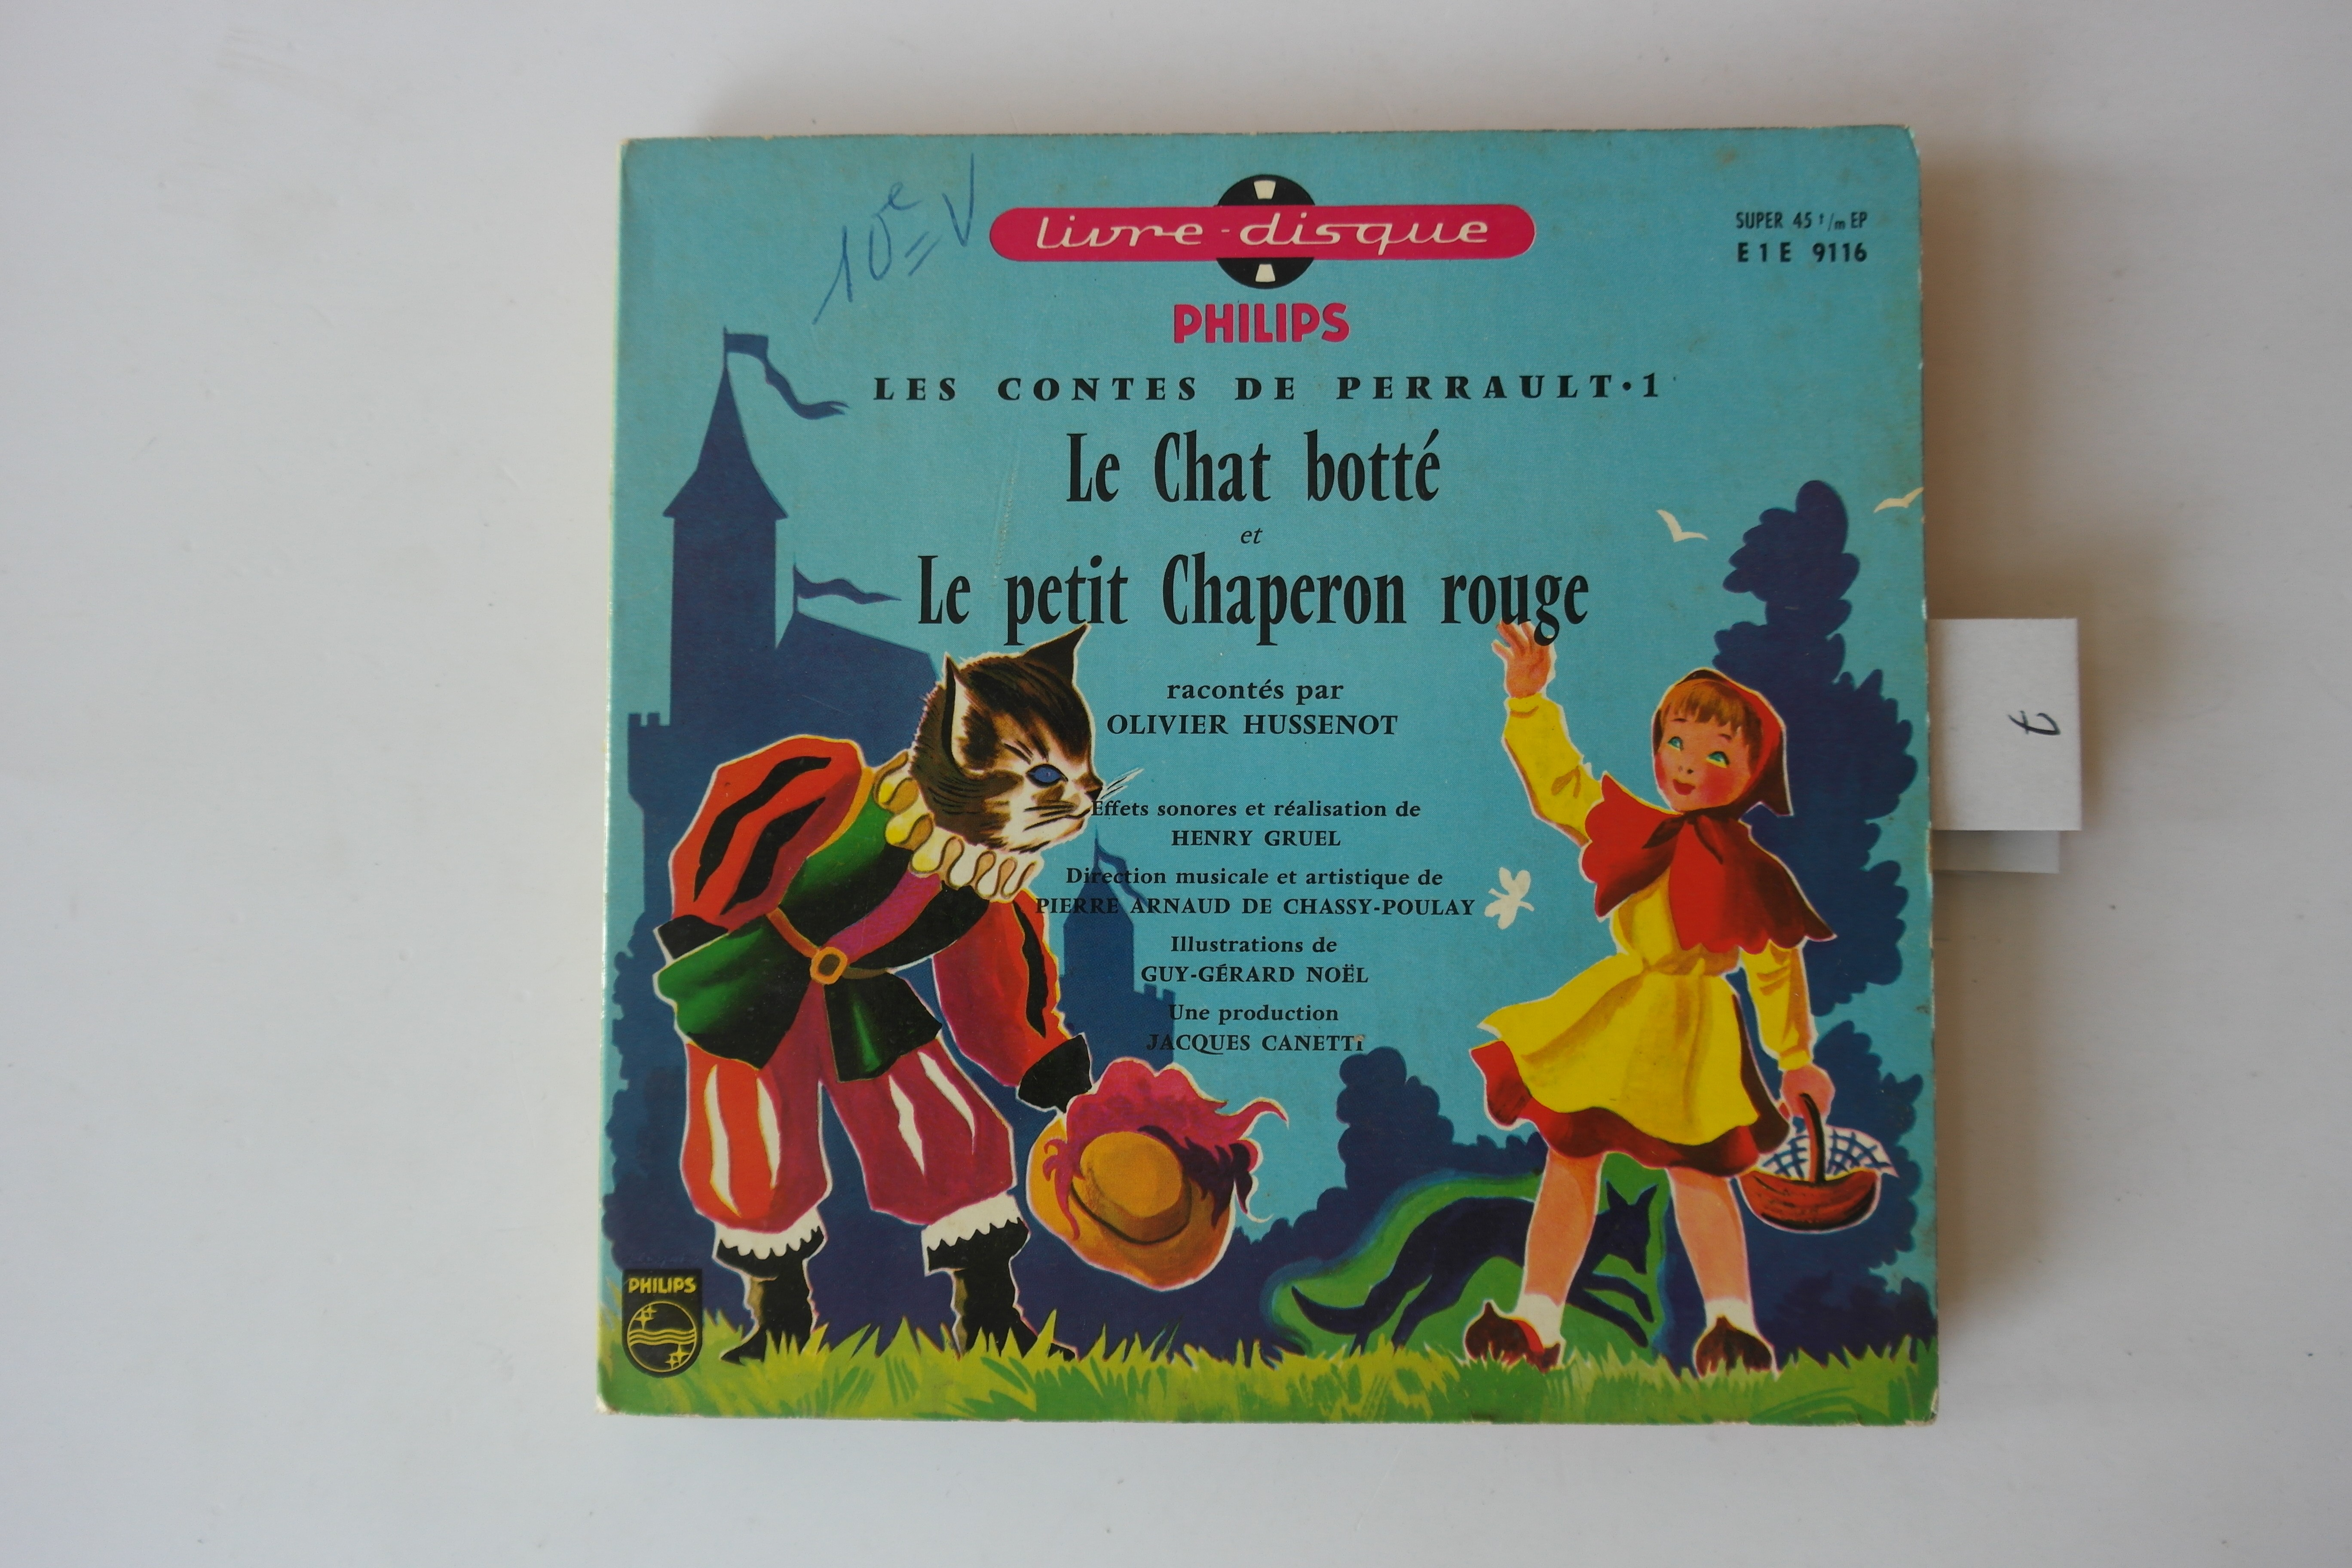 10e V
livre-disque
SUPER 45 t/m EP
E1E 9116
PHILIPS
LES CONTES DE PERRAULT•1
Le Chat botté
et
Le petit Chaperon rouge
racontés par
OLIVIER HUSSENOT
Effets sonores et réalisation de
HENRY GRUEL
Direction musicale et artistique de
PIERRE ARNAUD DE CHASSY-POULAY
Illustrations de
GUY-GÉRARD NOËL
Une production
JACQUES CANETTI
PHILIPS
t